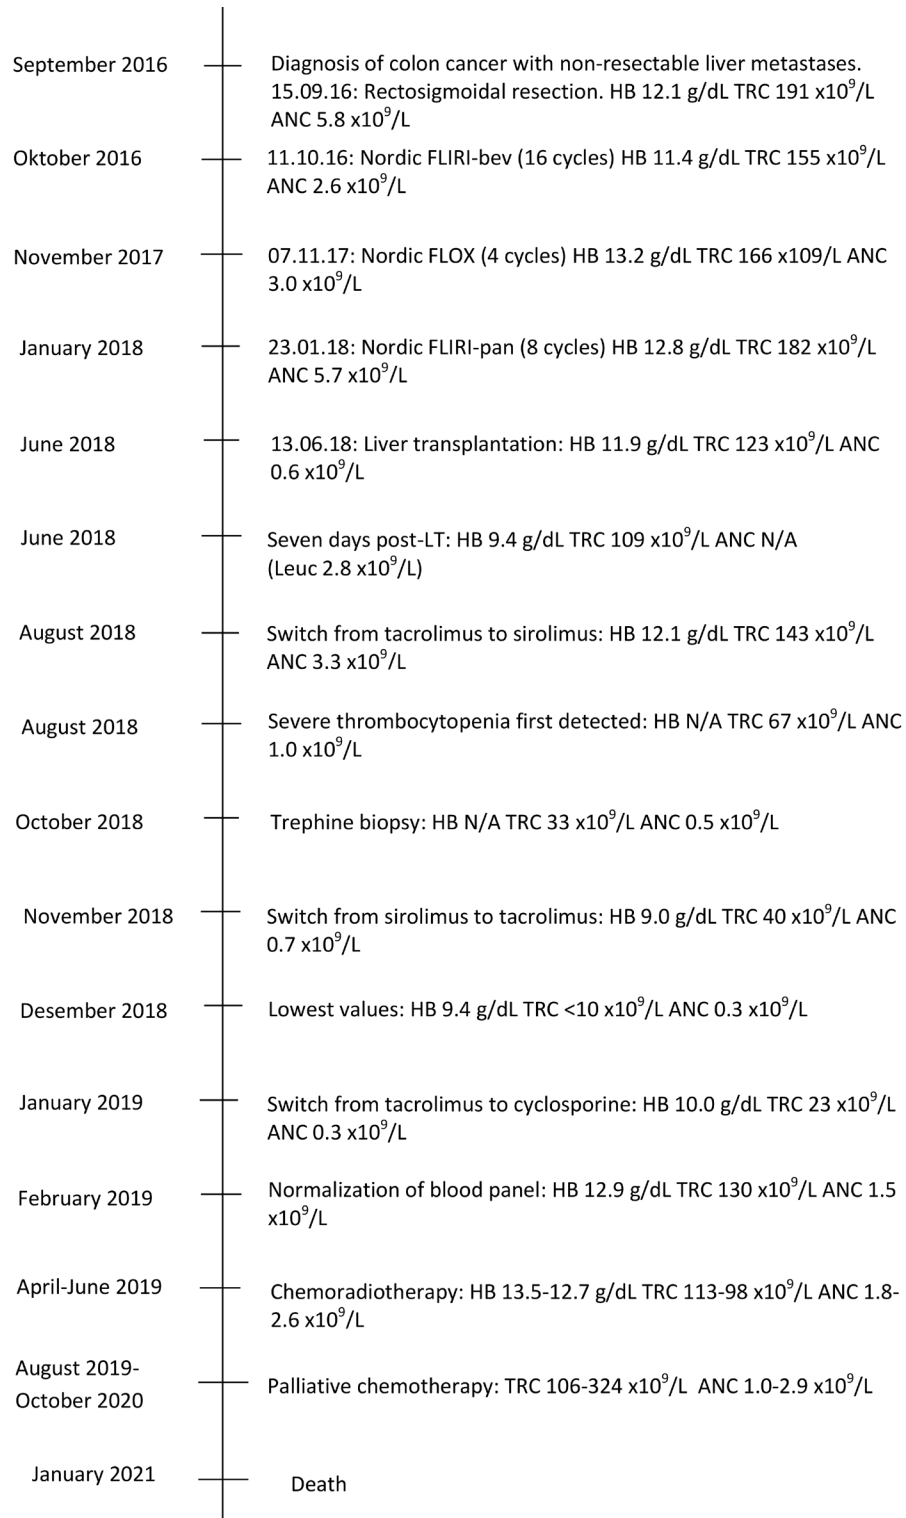 September 2016
Diagnosis of colon cancer with non-resectable liver metastases.
15.09.16: Rectosigmoidal resection. HB 12.1 g/dL TRC 191 x10⁹/L
ANC 5.8 x10⁹/L
Oktober 2016
11.10.16: Nordic FLIRI-bev (16 cycles) HB 11.4 g/dL TRC 155 x10⁹/L
ANC 2.6 x10⁹/L
November 2017
07.11.17: Nordic FLOX (4 cycles) HB 13.2 g/dL TRC 166 x109/L ANC
3.0 x10⁹/L
January 2018
23.01.18: Nordic FLIRI-pan (8 cycles) HB 12.8 g/dL TRC 182 x10⁹/L
ANC 5.7 x10⁹/L
June 2018
13.06.18: Liver transplantation: HB 11.9 g/dL TRC 123 x10⁹/L ANC
0.6 x10⁹/L
June 2018
Seven days post-LT: HB 9.4 g/dL TRC 109 x10⁹/L ANC N/A
(Leuc 2.8 x10⁹/L)
August 2018
Switch from tacrolimus to sirolimus: HB 12.1 g/dL TRC 143 x10⁹/L
ANC 3.3 x10⁹/L
August 2018
Severe thrombocytopenia first detected: HB N/A TRC 67 x10⁹/L ANC
1.0 x10⁹/L
October 2018
Trephine biopsy: HB N/A TRC 33 x10⁹/L ANC 0.5 x10⁹/L
November 2018
Switch from sirolimus to tacrolimus: HB 9.0 g/dL TRC 40 x10⁹/L ANC
0.7 x10⁹/L
Desember 2018
Lowest values: HB 9.4 g/dL TRC <10 x10⁹/L ANC 0.3 x10⁹/L
January 2019
Switch from tacrolimus to cyclosporine: HB 10.0 g/dL TRC 23 x10⁹/L
ANC 0.3 x10⁹/L
February 2019
Normalization of blood panel: HB 12.9 g/dL TRC 130 x10⁹/L ANC 1.5
x10⁹/L
April-June 2019
Chemoradiotherapy: HB 13.5-12.7 g/dL TRC 113-98 x10⁹/L ANC 1.8-
2.6 x10⁹/L
August 2019-
October 2020
Palliative chemotherapy: TRC 106-324 x10⁹/L ANC 1.0-2.9 x10⁹/L
January 2021
Death